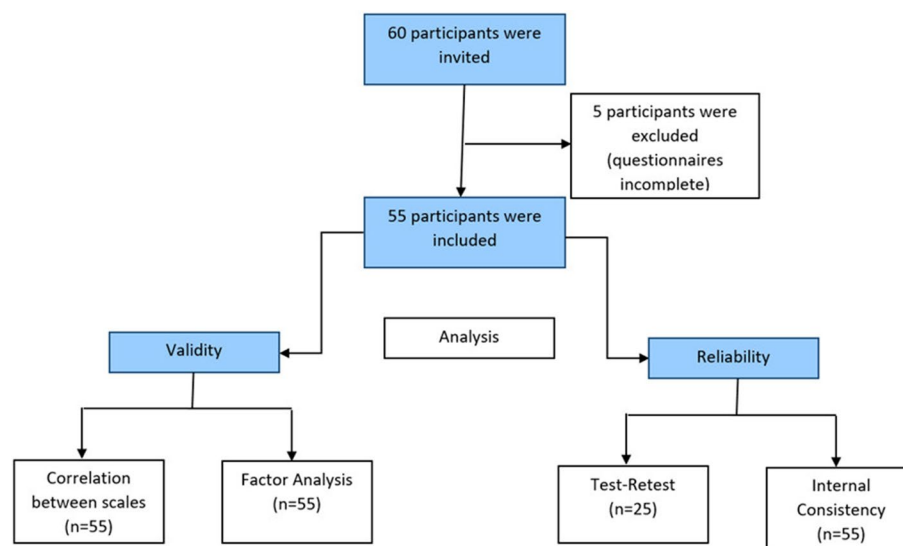 60 participants were
invited
5 participants were
excluded
(questionnaires
incomplete)
55 participants were
included
Analysis
Validity
Reliability
Correlation
between scales
(n=55)
Factor Analysis
(n=55)
Test-Retest
(n=25)
Internal
Consistency
(n=55)